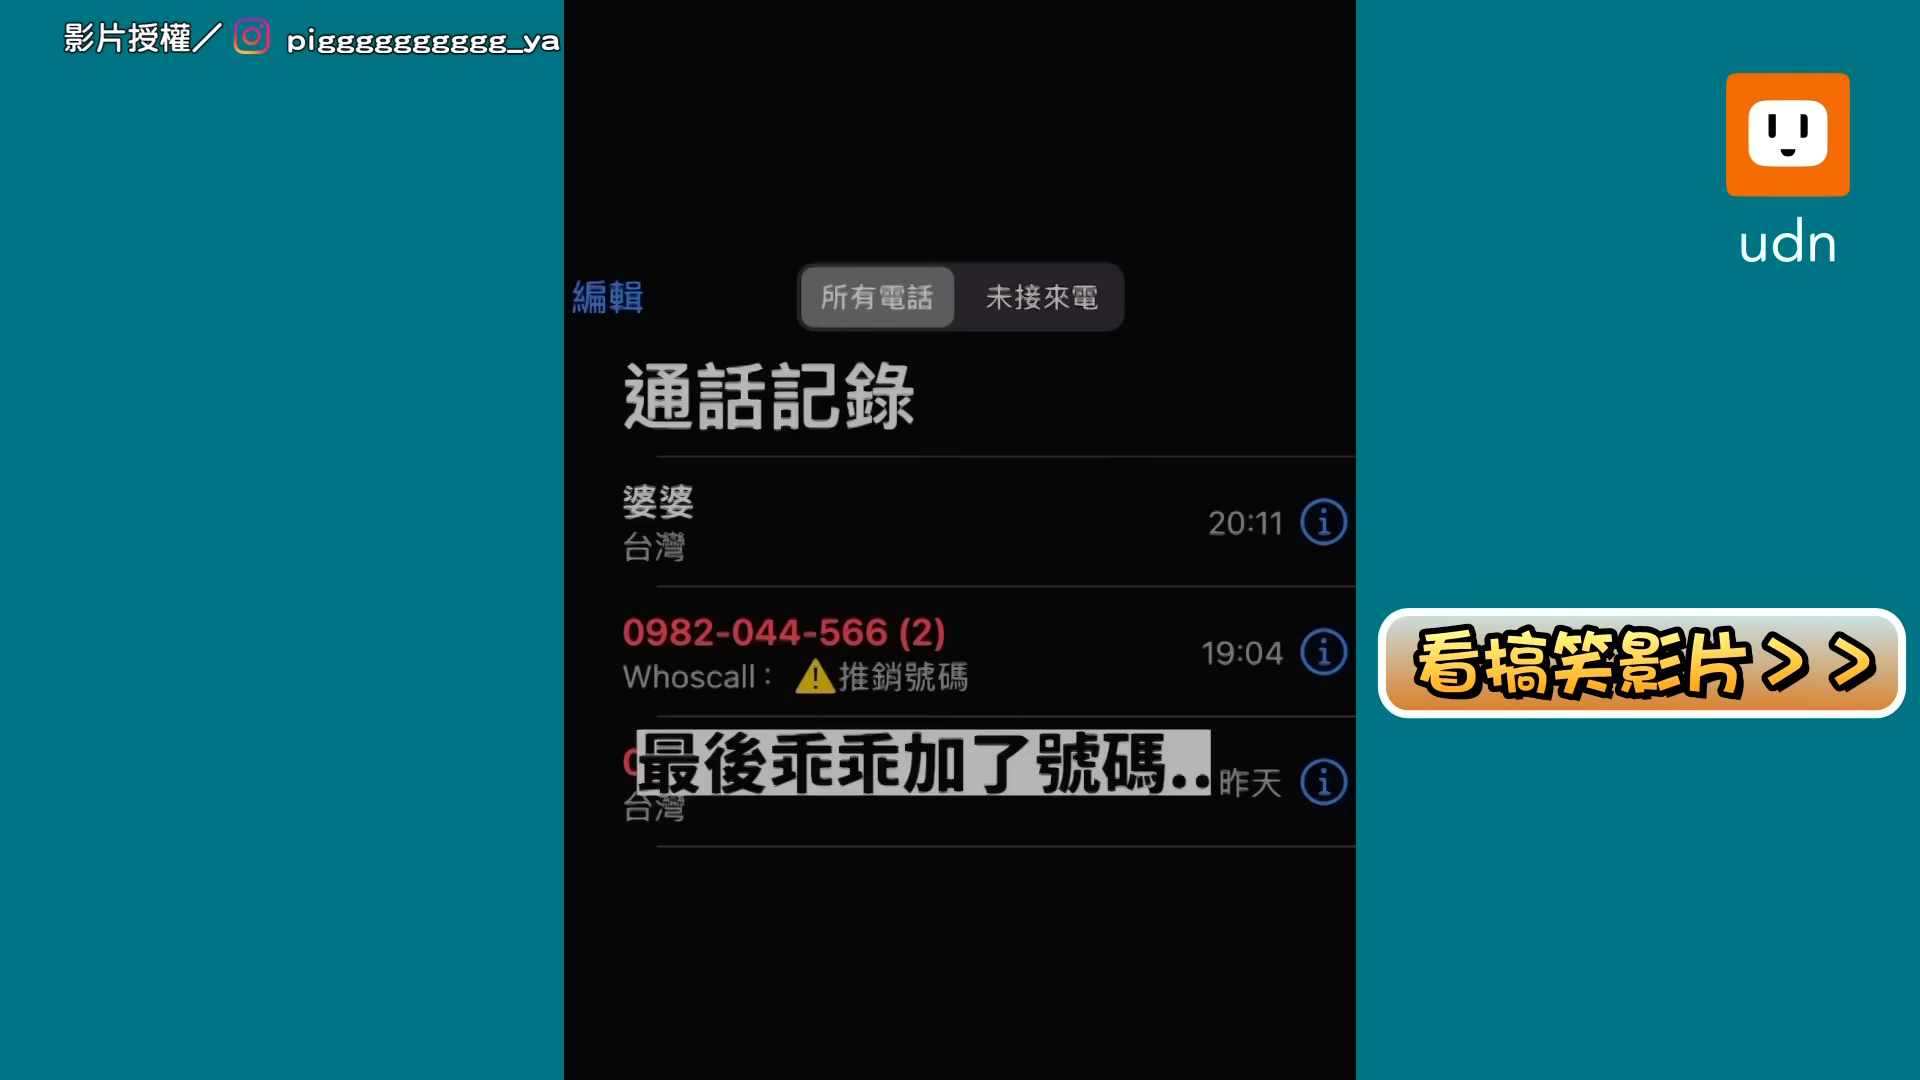 影片授權／ pigggggggggg_ya
udn
編輯
所有電話 未接來電
通話記錄
婆婆
台灣
20:11
0982-044-566 (2)
Whoscall： ⚠推銷號碼
19:04
最後乖乖加了號碼..
昨天
台灣
看搞笑影片>>